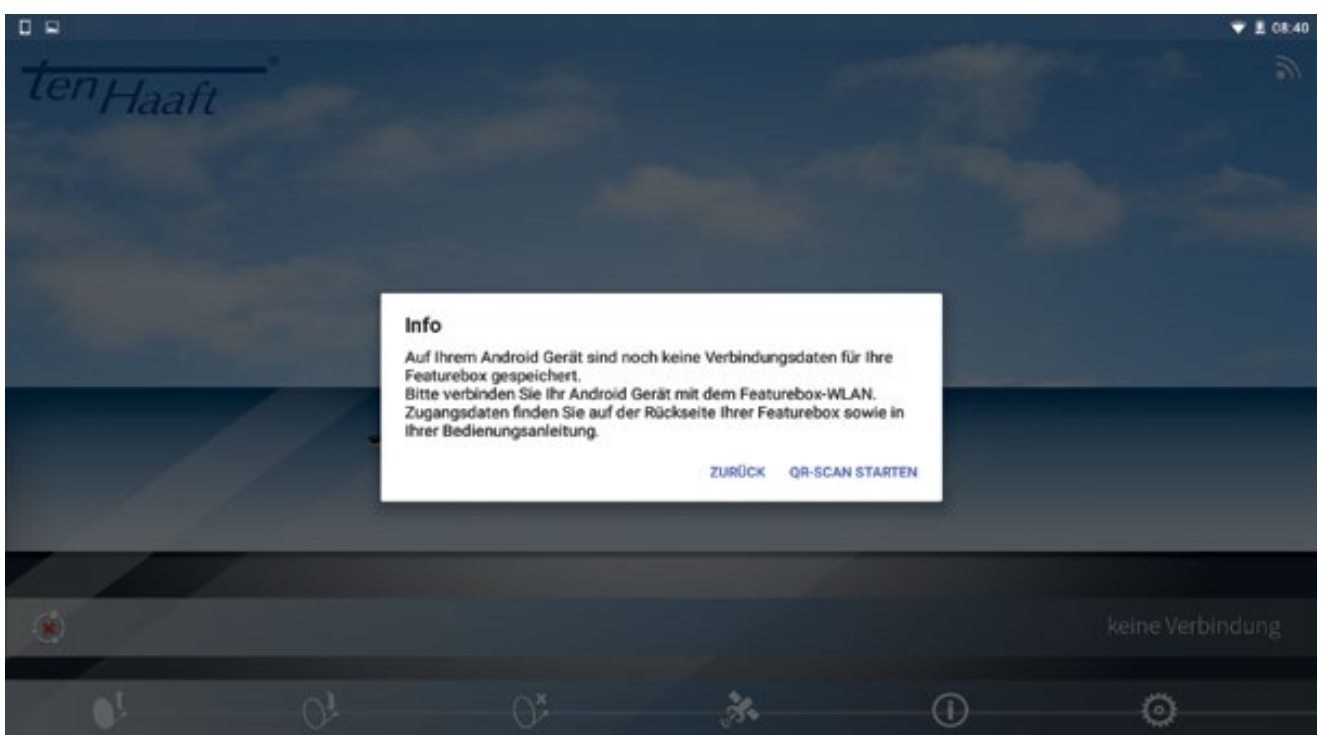 08:40
ten Haaft®
Info
Auf Ihrem Android Gerät sind noch keine Verbindungsdaten für Ihre
Featurebox gespeichert.
Bitte verbinden Sie Ihr Android Gerät mit dem Featurebox-WLAN.
Zugangsdaten finden Sie auf der Rückseite Ihrer Featurebox sowie in
Ihrer Bedienungsanleitung.
ZURÜCK QR-SCAN STARTEN
keine Verbindung